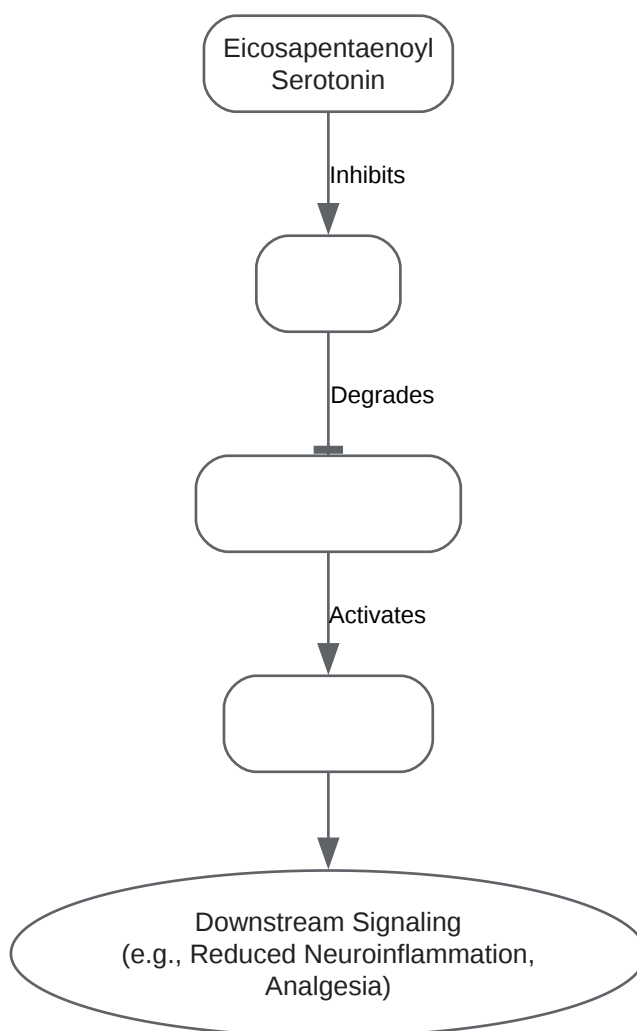 Eicosapentaenoyl
Serotonin
Inhibits
Degrades
Activates
Downstream Signaling
(e.g., Reduced Neuroinflammation,
Analgesia)